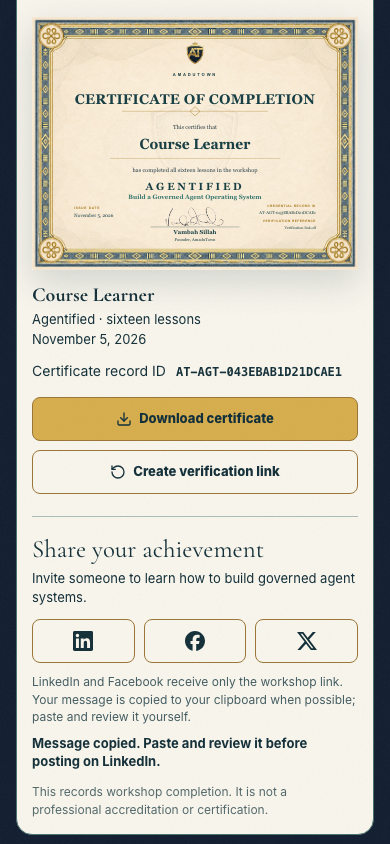 AT
AMADUTOWN
CERTIFICATE OF COMPLETION
This certifies that
Course Learner
has completed all sixteen lessons in the workshop
AGENTIFIED
Build a Governed Agent Operating System
ISSUE DATE
November 5, 2026
CREDENTIAL RECORD ID
VERIFICATION REFERENCE
Vambah Sillah
Founder, AmaduTown
Course Learner
Agentified · sixteen lessons
November 5, 2026
Certificate record ID AT-AGT-043EBAB1D21DCAE1
Download certificate
Create verification link
Share your achievement
Invite someone to learn how to build governed agent
systems.
LinkedIn and Facebook receive only the workshop link.
Your message is copied to your clipboard when possible;
paste and review it yourself.
Message copied. Paste and review it before
posting on LinkedIn.
This records workshop completion. It is not a
professional accreditation or certification.